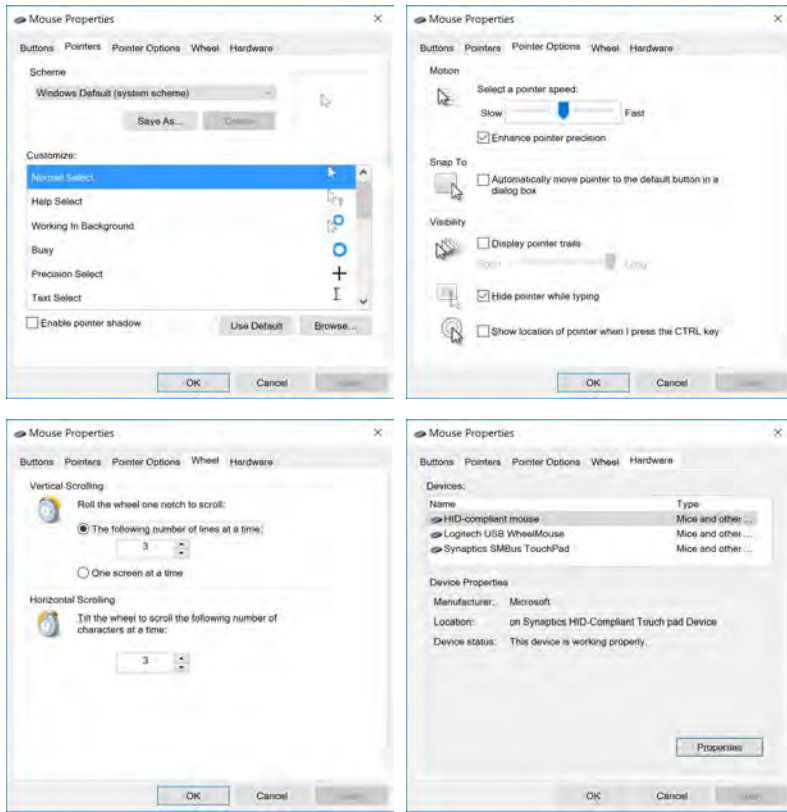 Mouse Properties
Buttons Pointers Pointer Options Wheel Hardware
Scheme
Windows Default (system scheme)
Save As... Delete
Customize:
Normal Select
Help Select
Working In Background
Busy
Precision Select
Text Select
Enable pointer shadow
Use Default Browse...
OK Cancel
Mouse Properties
Buttons Pointers Pointer Options Wheel Hardware
Motion
Select a pointer speed:
Slow Fast
Enhance pointer precision
Snap To
Automatically move pointer to the default button in a
dialog box
Visibility
Display pointer trails
Short Long
Hide pointer while typing
Show location of pointer when I press the CTRL key
OK Cancel
Mouse Properties
Buttons Pointers Pointer Options Wheel Hardware
Vertical Scrolling
Roll the wheel one notch to scroll:
The following number of lines at a time:
3
One screen at a time
Horizontal Scrolling
Tilt the wheel to scroll the following number of
characters at a time:
3
OK Cancel
Mouse Properties
Buttons Pointers Pointer Options Wheel Hardware
Devices:
Name Type
HID-compliant mouse Mice and other ...
Logitech USB WheelMouse Mice and other ...
Synaptics SMBus TouchPad Mice and other ...
Device Properties
Manufacturer: Microsoft
Location: on Synaptics HID-Compliant Touch pad Device
Device status: This device is working properly.
Properties
OK Cancel